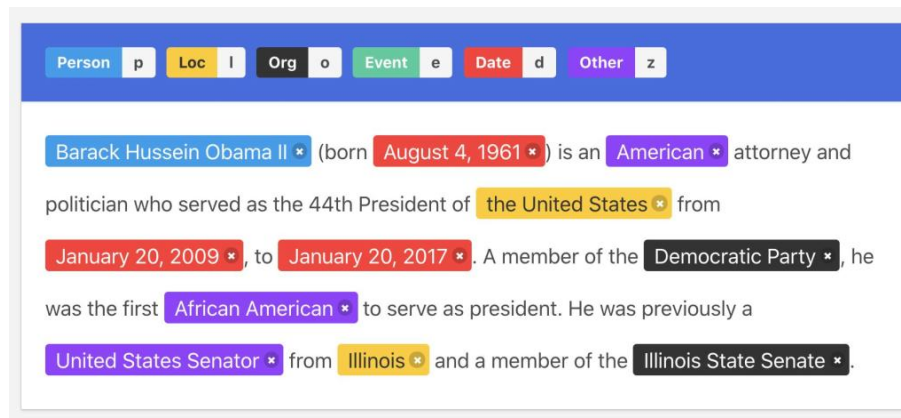 Person p Loc l Org o Event e Date d Other z
Barack Hussein Obama II (born August 4, 1961) is an American attorney and
politician who served as the 44th President of the United States from
January 20, 2009, to January 20, 2017. A member of the Democratic Party, he
was the first African American to serve as president. He was previously a
United States Senator from Illinois and a member of the Illinois State Senate.